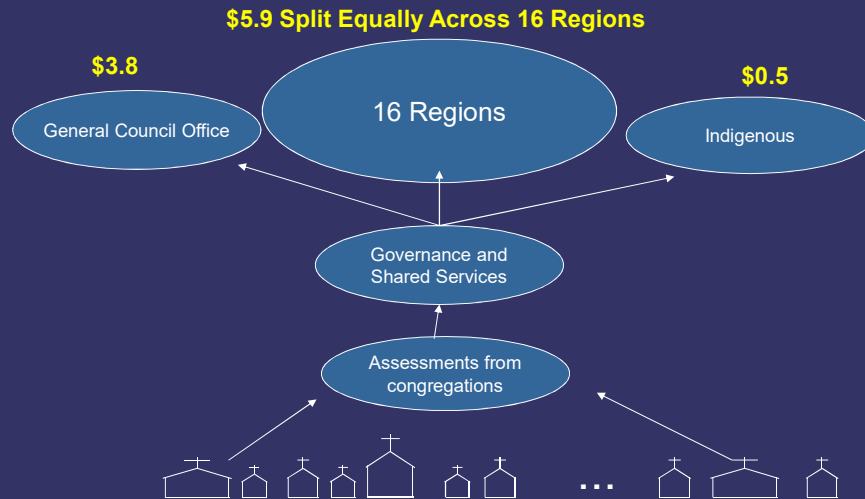 $5.9 Split Equally Across 16 Regions
$3.8
$0.5
16 Regions
General Council Office
Indigenous
Governance and
Shared Services
Assessments from
congregations
...